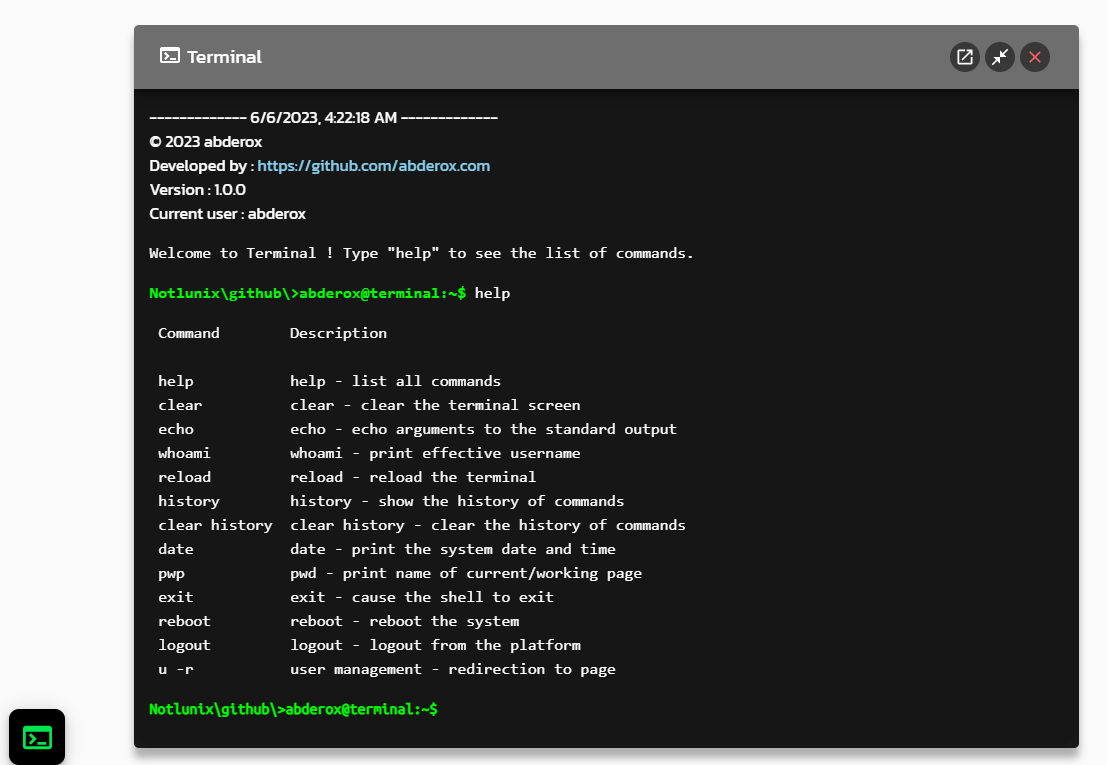 Terminal
------------- 6/6/2023, 4:22:18 AM -------------
© 2023 abderox
Developed by : https://github.com/abderox.com
Version : 1.0.0
Current user : abderox
Welcome to Terminal ! Type "help" to see the list of commands.
Notlunix\github\>abderox@terminal:~$ help
Command Description
help help - list all commands
clear clear - clear the terminal screen
echo echo - echo arguments to the standard output
whoami whoami - print effective username
reload reload - reload the terminal
history history - show the history of commands
clear history clear history - clear the history of commands
date date - print the system date and time
pwp pwd - print name of current/working page
exit exit - cause the shell to exit
reboot reboot - reboot the system
logout logout - logout from the platform
u -r user management - redirection to page
Notlunix\github\>abderox@terminal:~$